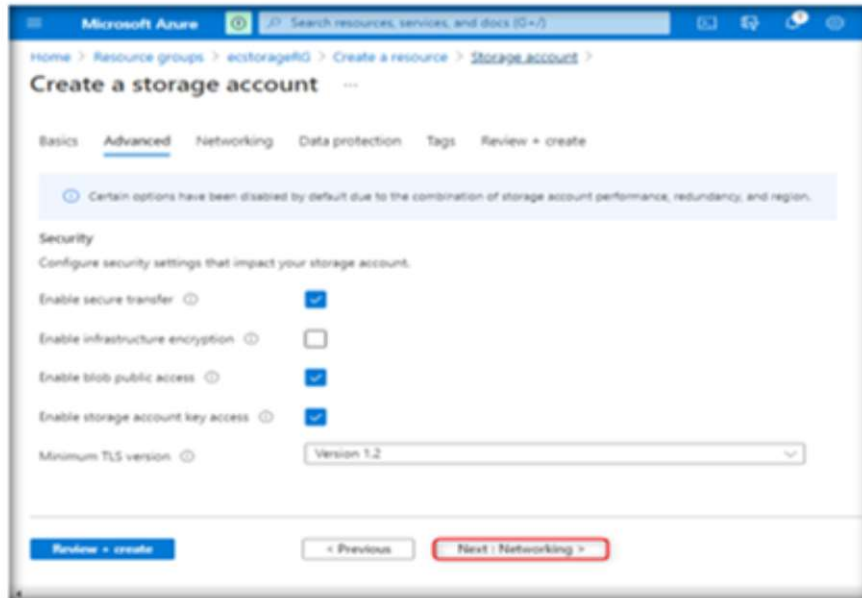 Microsoft Azure
Search resources, services, and docs (G+/)
Home > Resource groups > ecstorageRG > Create a resource > Storage account >
Create a storage account ...
Basics Advanced Networking Data protection Tags Review + create
Certain options have been disabled by default due to the combination of storage account performance, redundancy, and region.
Security
Configure security settings that impact your storage account.
Enable secure transfer
Enable infrastructure encryption
Enable blob public access
Enable storage account key access
Minimum TLS version Version 1.2
Review + create < Previous Next : Networking >